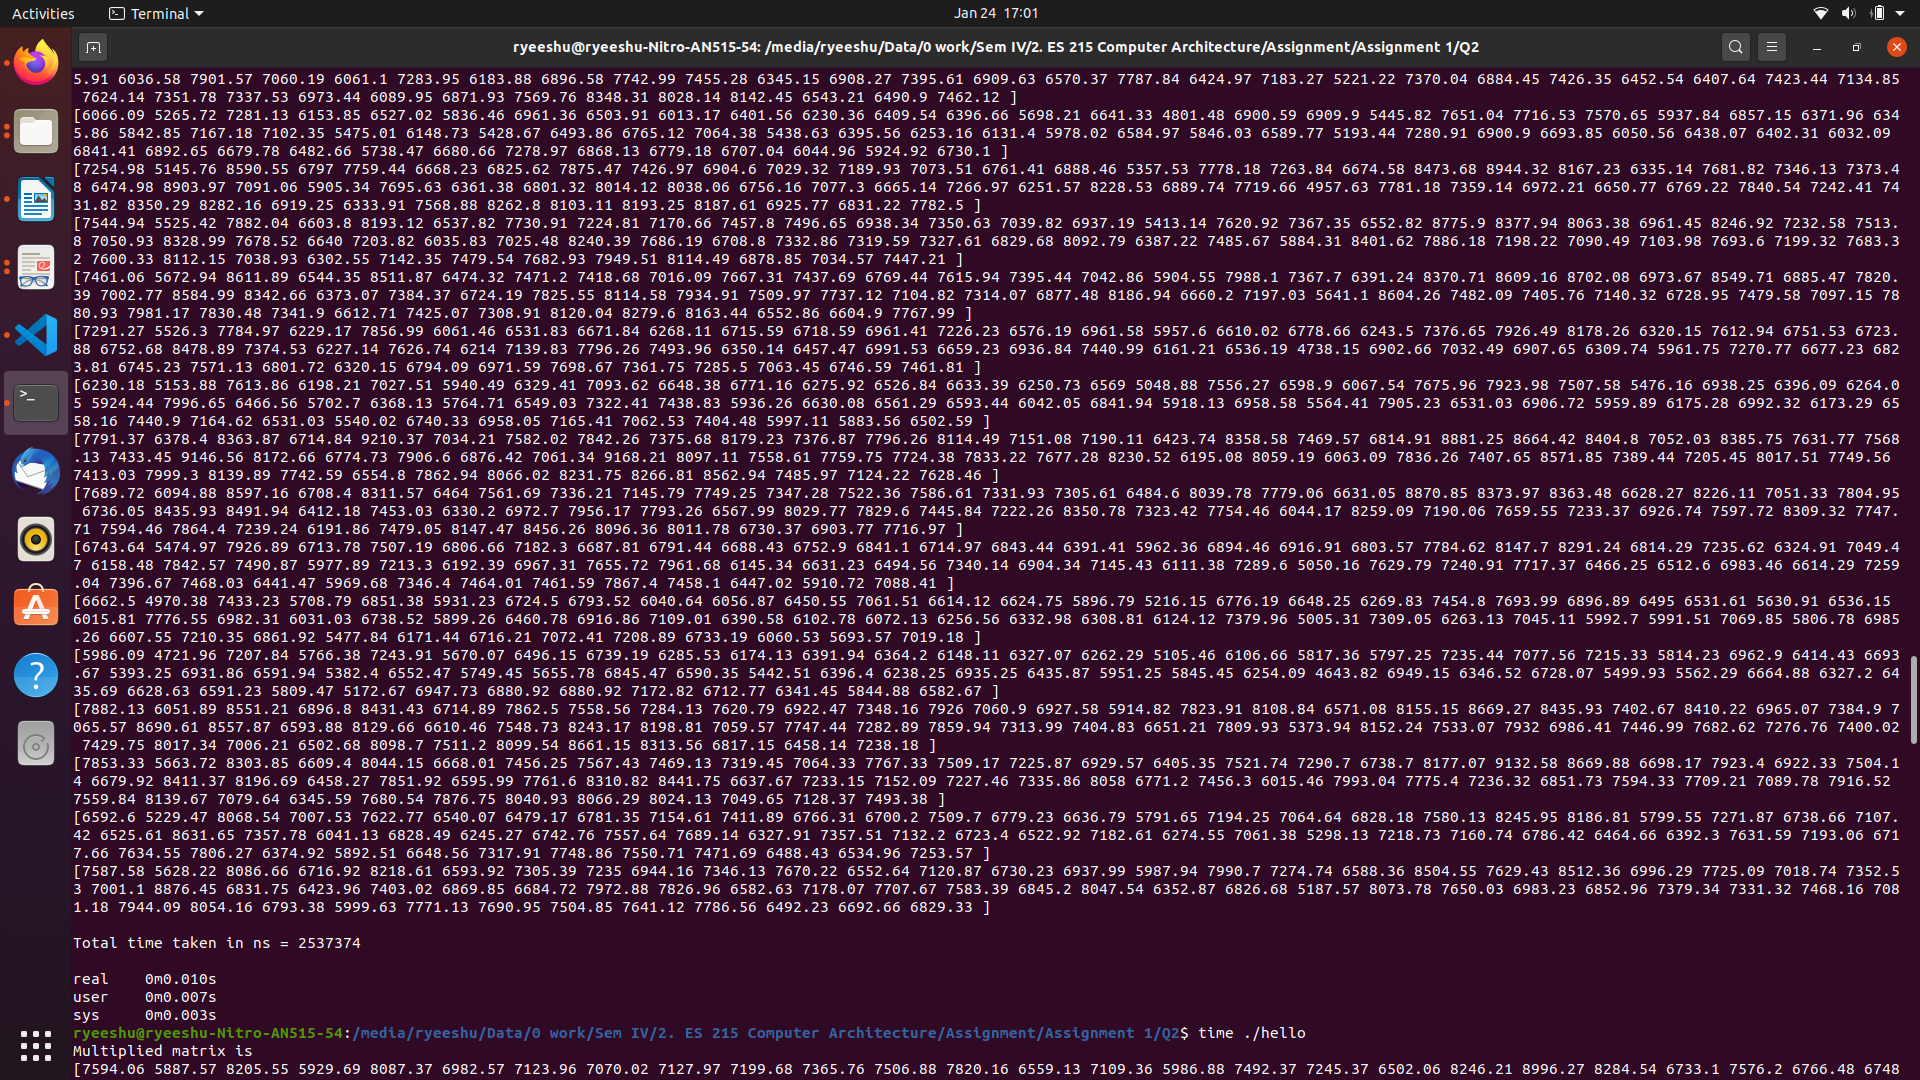 Activities
Terminal
Jan 24 17:01
ryeeshu@ryeeshu-Nitro-AN515-54: /media/ryeeshu/Data/0 work/Sem IV/2. ES 215 Computer Architecture/Assignment/Assignment 1/Q2
5.91 6036.58 7901.57 7060.19 6061.1 7283.95 6183.88 6896.58 7742.99 7455.28 6345.15 6908.27 7395.61 6909.63 6570.37 7787.84 6424.97 7183.27 5221.22 7370.04 6884.45 7426.35 6452.54 6407.64 7423.44 7134.85
7624.14 7351.78 7337.53 6973.44 6089.95 6871.93 7569.76 8348.31 8028.14 8142.45 6543.21 6490.9 7462.12 ]
[6066.09 5265.72 7281.13 6153.85 6527.02 5836.46 6961.36 6503.91 6013.17 6401.56 6230.36 6409.54 6396.66 5698.21 6641.33 4801.48 6900.59 6909.9 5445.82 7651.04 7716.53 7570.65 5937.84 6857.15 6371.96 634
5.86 5842.85 7167.18 7102.35 5475.01 6148.73 5428.67 6493.86 6765.12 7064.38 5438.63 6395.56 6253.16 6131.4 5978.02 6584.97 5846.03 6589.77 5193.44 7280.91 6900.9 6693.85 6050.56 6438.07 6402.31 6032.09
6841.41 6892.65 6679.78 6482.66 5738.47 6680.66 7278.97 6868.13 6779.18 6707.04 6044.96 5924.92 6730.1 ]
[7254.98 5145.76 8590.55 6797 7759.44 6668.23 6825.62 7875.47 7426.97 6904.6 7029.32 7189.93 7073.51 6761.41 6888.46 5357.53 7778.18 7263.84 6674.58 8473.68 8944.32 8167.23 6335.14 7681.82 7346.13 7373.4
8 6474.98 8903.97 7091.06 5905.34 7695.63 6361.38 6801.32 8014.12 8038.06 6756.16 7077.3 6665.14 7266.97 6251.57 8228.53 6889.74 7719.66 4957.63 7781.18 7359.14 6972.21 6650.77 6769.22 7840.54 7242.41 74
31.82 8350.29 8282.16 6919.25 6333.91 7568.88 8262.8 8103.11 8193.25 8187.61 6925.77 6831.22 7782.5 ]
[7544.94 5525.42 7882.04 6603.8 8193.12 6537.82 7730.91 7224.81 7170.66 7457.8 7496.65 6938.34 7350.63 7039.82 6937.19 5413.14 7620.92 7367.35 6552.82 8775.9 8377.94 8063.38 6961.45 8246.92 7232.58 7513.
8 7050.93 8328.99 7678.52 6640 7203.82 6035.83 7025.48 8240.39 7686.19 6708.8 7332.86 7319.59 7327.61 6829.68 8092.79 6387.22 7485.67 5884.31 8401.62 7886.18 7198.22 7090.49 7103.98 7693.6 7199.32 7683.3
2 7600.33 8112.15 7038.93 6302.55 7142.35 7479.54 7682.93 7949.51 8114.49 6878.85 7034.57 7447.21 ]
[7461.06 5672.94 8611.89 6544.35 8511.87 6474.32 7471.2 7418.68 7016.09 7667.31 7437.69 6769.44 7615.94 7395.44 7042.86 5904.55 7988.1 7367.7 6391.24 8370.71 8609.16 8702.08 6973.67 8549.71 6885.47 7820.
39 7002.77 8584.99 8342.66 6373.07 7384.37 6724.19 7825.55 8114.58 7934.91 7509.97 7737.12 7104.82 7314.07 6877.48 8186.94 6660.2 7197.03 5641.1 8604.26 7482.09 7405.76 7140.32 6728.95 7479.58 7097.15 78
80.93 7981.17 7830.48 7341.9 6612.71 7425.07 7308.91 8120.04 8279.6 8163.44 6552.86 6604.9 7767.99 ]
[7291.27 5526.3 7784.97 6229.17 7856.99 6061.46 6531.83 6671.84 6268.11 6715.59 6718.59 6961.41 7226.23 6576.19 6961.58 5957.6 6610.02 6778.66 6243.5 7376.65 7926.49 8178.26 6320.15 7612.94 6751.53 6723.
88 6752.68 8478.89 7374.53 6227.14 7626.74 6214 7139.83 7796.26 7493.96 6350.14 6457.47 6991.53 6659.23 6936.84 7440.99 6161.21 6536.19 4738.15 6902.66 7032.49 6907.65 6309.74 5961.75 7270.77 6677.23 682
3.81 6745.23 7571.13 6801.72 6320.15 6794.09 6971.59 7698.67 7361.75 7285.5 7063.45 6746.59 7461.81 ]
[6230.18 5153.88 7613.86 6198.21 7027.51 5940.49 6329.41 7093.62 6648.38 6771.16 6275.92 6526.84 6633.39 6250.73 6569 5048.88 7556.27 6598.9 6067.54 7675.96 7923.98 7507.58 5476.16 6938.25 6396.09 6264.0
5 5924.44 7996.65 6466.56 5702.7 6368.13 5764.71 6549.03 7322.41 7438.83 5936.26 6630.08 6561.29 6593.44 6042.05 6841.94 5918.13 6958.58 5564.41 7905.23 6531.03 6906.72 5959.89 6175.28 6992.32 6173.29 65
58.16 7440.9 7164.62 6531.03 5540.02 6740.33 6958.05 7165.41 7062.53 7404.48 5997.11 5883.56 6502.59 ]
[7791.37 6378.4 8363.87 6714.84 9210.37 7034.21 7582.02 7842.26 7375.68 8179.23 7376.87 7796.26 8114.49 7151.08 7190.11 6423.74 8358.58 7469.57 6814.91 8881.25 8664.42 8404.8 7052.03 8385.75 7631.77 7568
.13 7433.45 9146.56 8172.66 6774.73 7906.6 6876.42 7061.34 9168.21 8097.11 7558.61 7759.75 7724.38 7833.22 7677.28 8230.52 6195.08 8059.19 6063.09 7836.26 7407.65 8571.85 7389.44 7205.45 8017.51 7749.56
7413.03 7999.3 8139.89 7742.59 6554.8 7862.94 8066.02 8231.75 8266.81 8562.94 7485.97 7124.22 7628.46 ]
[7689.72 6094.88 8597.16 6708.4 8311.57 6464 7561.69 7336.21 7145.79 7749.25 7347.28 7522.36 7586.61 7331.93 7305.61 6484.6 8039.78 7779.06 6631.05 8870.85 8373.97 8363.48 6628.27 8226.11 7051.33 7804.95
6736.05 8435.93 8491.94 6412.18 7453.03 6330.2 6972.7 7956.17 7793.26 6567.99 8029.77 7829.6 7445.84 7222.26 8350.78 7323.42 7754.46 6044.17 8259.09 7190.06 7659.55 7233.37 6926.74 7597.72 8309.32 7747.
71 7594.46 7864.4 7239.24 6191.86 7479.05 8147.47 8456.26 8096.36 8011.78 6730.37 6903.77 7716.97 ]
[6743.64 5474.97 7926.89 6713.78 7507.19 6806.66 7182.3 6687.81 6791.44 6688.43 6752.9 6841.1 6714.97 6843.44 6391.41 5962.36 6894.46 6916.91 6803.57 7784.62 8147.7 8291.24 6814.29 7235.62 6324.91 7049.4
7 6158.48 7842.57 7490.87 5977.89 7213.3 6192.39 6967.31 7655.72 7961.68 6145.34 6631.23 6494.56 7340.14 6904.34 7145.43 6111.38 7289.6 5050.16 7629.79 7240.91 7717.37 6466.25 6512.6 6983.46 6614.29 7259
.04 7396.67 7468.03 6441.47 5969.68 7346.4 7464.01 7461.59 7867.4 7458.1 6447.02 5910.72 7088.41 ]
[6662.5 4970.38 7433.23 5708.79 6851.38 5931.23 6724.5 6793.52 6040.64 6056.87 6450.55 7061.51 6614.12 6624.75 5896.79 5216.15 6776.19 6648.25 6269.83 7454.8 7693.99 6896.89 6495 6531.61 5630.91 6536.15
6015.81 7776.55 6982.31 6031.03 6738.52 5899.26 6460.78 6916.86 7109.01 6390.58 6102.78 6072.13 6256.56 6332.98 6308.81 6124.12 7379.96 5005.31 7309.05 6263.13 7045.11 5992.7 5991.51 7069.85 5806.78 6985
.26 6607.55 7210.35 6861.92 5477.84 6171.44 6716.21 7072.41 7208.89 6733.19 6060.53 5693.57 7019.18 ]
[5986.09 4721.96 7207.84 5766.38 7243.91 5670.07 6496.15 6739.19 6285.53 6174.13 6391.94 6364.2 6148.11 6327.07 6262.29 5105.46 6106.66 5817.36 5797.25 7235.44 7077.56 7215.33 5814.23 6962.9 6414.43 6693
.67 5393.25 6931.86 6591.94 5382.4 6552.47 5749.45 5655.78 6845.47 6590.33 5442.51 6396.4 6238.25 6935.25 6435.87 5951.25 5845.45 6254.09 4643.82 6949.15 6346.52 6728.07 5499.93 5562.29 6664.88 6327.2 64
35.69 6628.63 6591.23 5809.47 5172.67 6947.73 6880.92 6880.92 7172.82 6712.77 6341.45 5844.88 6582.67 ]
[7882.13 6051.89 8551.21 6896.8 8431.43 6714.89 7862.5 7558.56 7284.13 7620.79 6922.47 7348.16 7926 7060.9 6927.58 5914.82 7823.91 8108.84 6571.08 8155.15 8669.27 8435.93 7402.67 8410.22 6965.07 7384.9 7
065.57 8690.61 8557.87 6593.88 8129.66 6610.46 7548.73 8243.17 8198.81 7059.57 7747.44 7282.89 7859.94 7313.99 7404.83 6651.21 7809.93 5373.94 8152.24 7533.07 7932 6986.41 7446.99 7682.62 7276.76 7400.02
7429.75 8017.34 7006.21 6502.68 8098.7 7511.2 8099.54 8661.15 8313.56 6817.15 6458.14 7238.18 ]
[7853.33 5663.72 8303.85 6609.4 8044.15 6668.01 7456.25 7567.43 7469.13 7319.45 7064.33 7767.33 7509.17 7225.87 6929.57 6405.35 7521.74 7290.7 6738.7 8177.07 9132.58 8669.88 6698.17 7923.4 6922.33 7504.1
4 6679.92 8411.37 8196.69 6458.27 7851.92 6595.99 7761.6 8310.82 8441.75 6637.67 7233.15 7152.09 7227.46 7335.86 8058 6771.2 7456.3 6015.46 7993.04 7775.4 7236.32 6851.73 7594.33 7709.21 7089.78 7916.52
7559.84 8139.67 7079.64 6345.59 7680.54 7876.75 8040.93 8066.29 8024.13 7049.65 7128.37 7493.38 ]
[6592.6 5229.47 8068.54 7007.53 7622.77 6540.07 6479.17 6781.35 7154.61 7411.89 6766.31 6700.2 7509.7 6779.23 6636.79 5791.65 7194.25 7064.64 6828.18 7580.13 8245.95 8186.81 5799.55 7271.87 6738.66 7107.
42 6525.61 8631.65 7357.78 6041.13 6828.49 6245.27 6742.76 7557.64 7689.14 6327.91 7357.51 7132.2 6723.4 6522.92 7182.61 6274.55 7061.38 5298.13 7218.73 7160.74 6786.42 6464.66 6392.3 7631.59 7193.06 671
7.66 7634.55 7806.27 6374.92 5892.51 6648.56 7317.91 7748.86 7550.71 7471.69 6488.43 6534.96 7253.57 ]
[7587.58 5628.22 8086.66 6716.92 8218.61 6593.92 7305.39 7235 6944.16 7346.13 7670.22 6552.64 7120.87 6730.23 6937.99 5987.94 7990.7 7274.74 6588.36 8504.55 7629.43 8512.36 6996.29 7725.09 7018.74 7352.5
3 7001.1 8876.45 6831.75 6423.96 7403.02 6869.85 6684.72 7972.88 7826.96 6582.63 7178.07 7707.67 7583.39 6845.2 8047.54 6352.87 6826.68 5187.57 8073.78 7650.03 6983.23 6852.96 7379.34 7331.32 7468.16 708
1.18 7944.09 8054.16 6793.38 5999.63 7771.13 7690.95 7504.85 7641.12 7786.56 6492.23 6692.66 6829.33 ]
Total time taken in ns = 2537374
real 0m0.010s
user 0m0.007s
sys 0m0.003s
ryeeshu@ryeeshu-Nitro-AN515-54:/media/ryeeshu/Data/0 work/Sem IV/2. ES 215 Computer Architecture/Assignment/Assignment 1/Q2$ time ./hello
Multiplied matrix is
[7594.06 5887.57 8205.55 5929.69 8087.37 6982.57 7123.96 7070.02 7127.97 7199.68 7365.76 7506.88 7820.16 6559.13 7109.36 5986.88 7492.37 7245.37 6502.06 8246.21 8996.27 8284.54 6733.1 7576.2 6766.48 6748